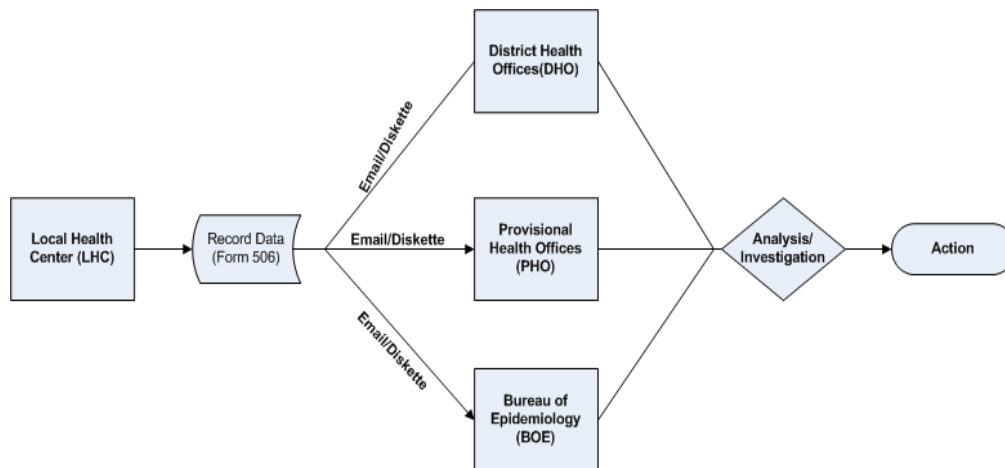 District Health
Offices(DHO)
Email/Diskette
Local Health
Center (LHC)
Record Data
(Form 506)
Email/Diskette
Provisional
Health Offices
(PHO)
Analysis/
Investigation
Action
Email/Diskette
Bureau of
Epidemiology
(BOE)